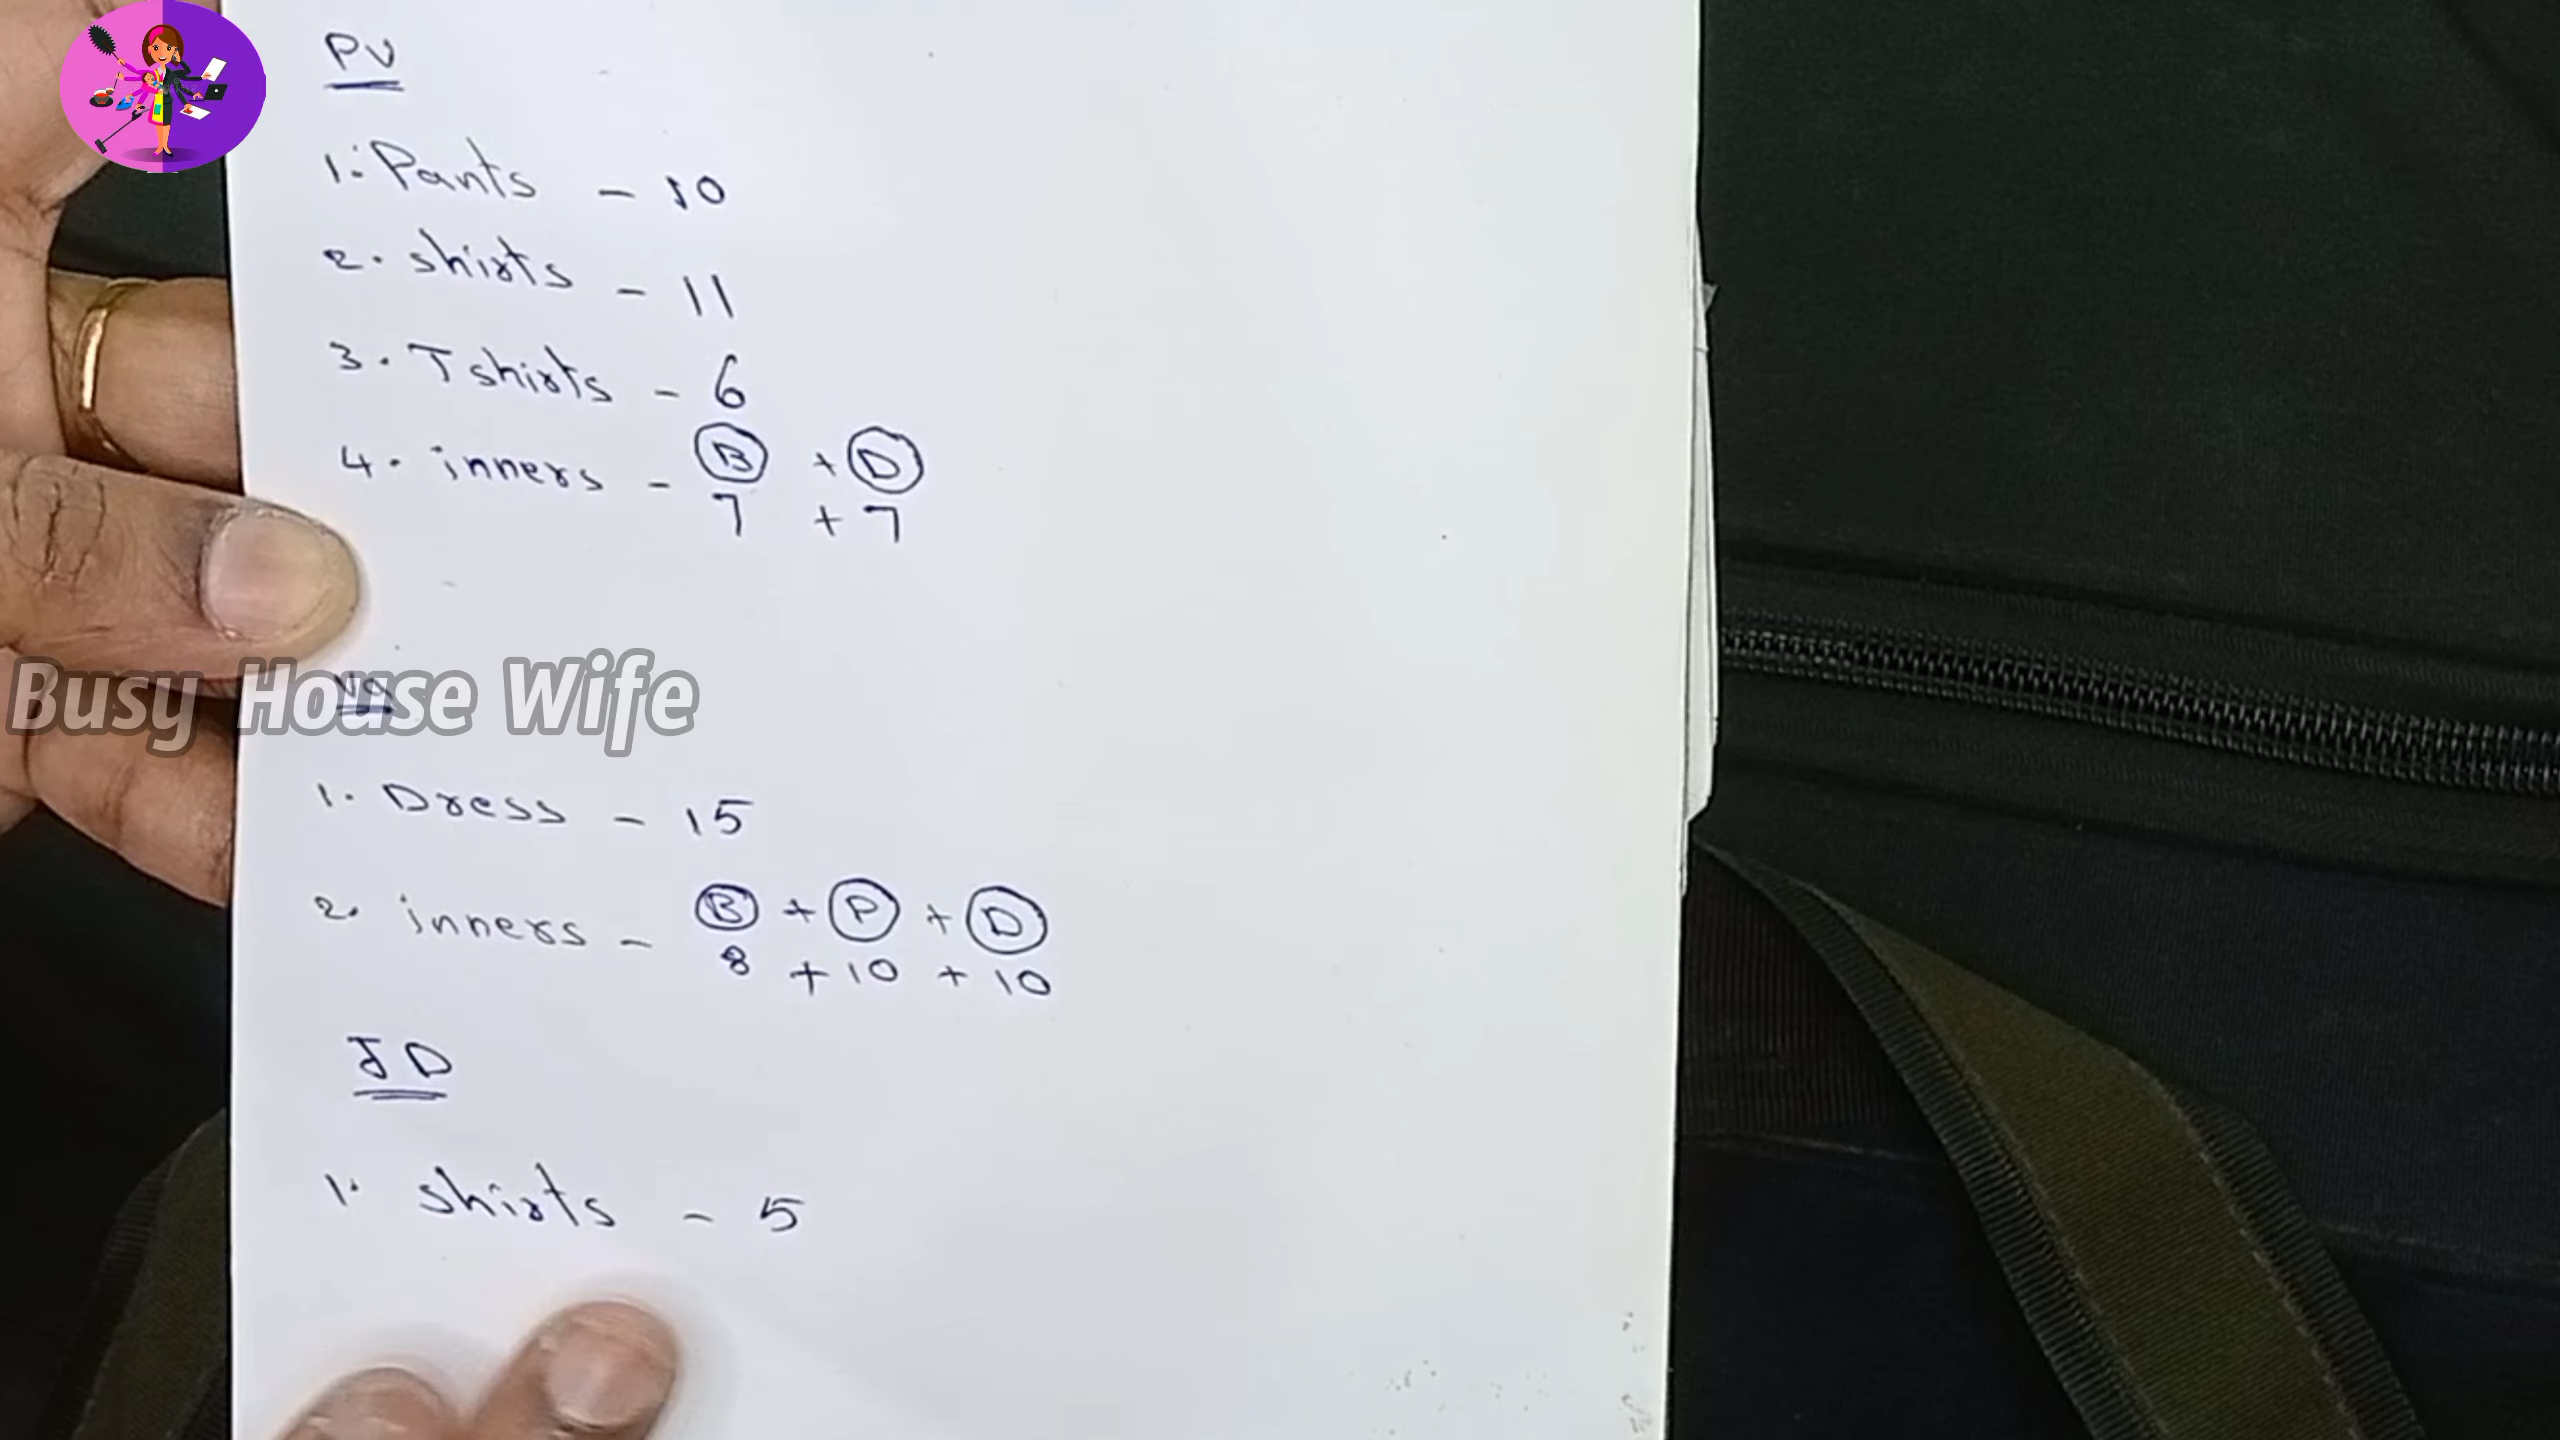 PV
1. Pants - 10
2. shirts - 11
3. T shirts - 6
4. inners - B + D
7 + 7
Busy House Wife
1. Dress - 15
2. inners - B + P + D
8 + 10 + 10
JD
1. shirts - 5